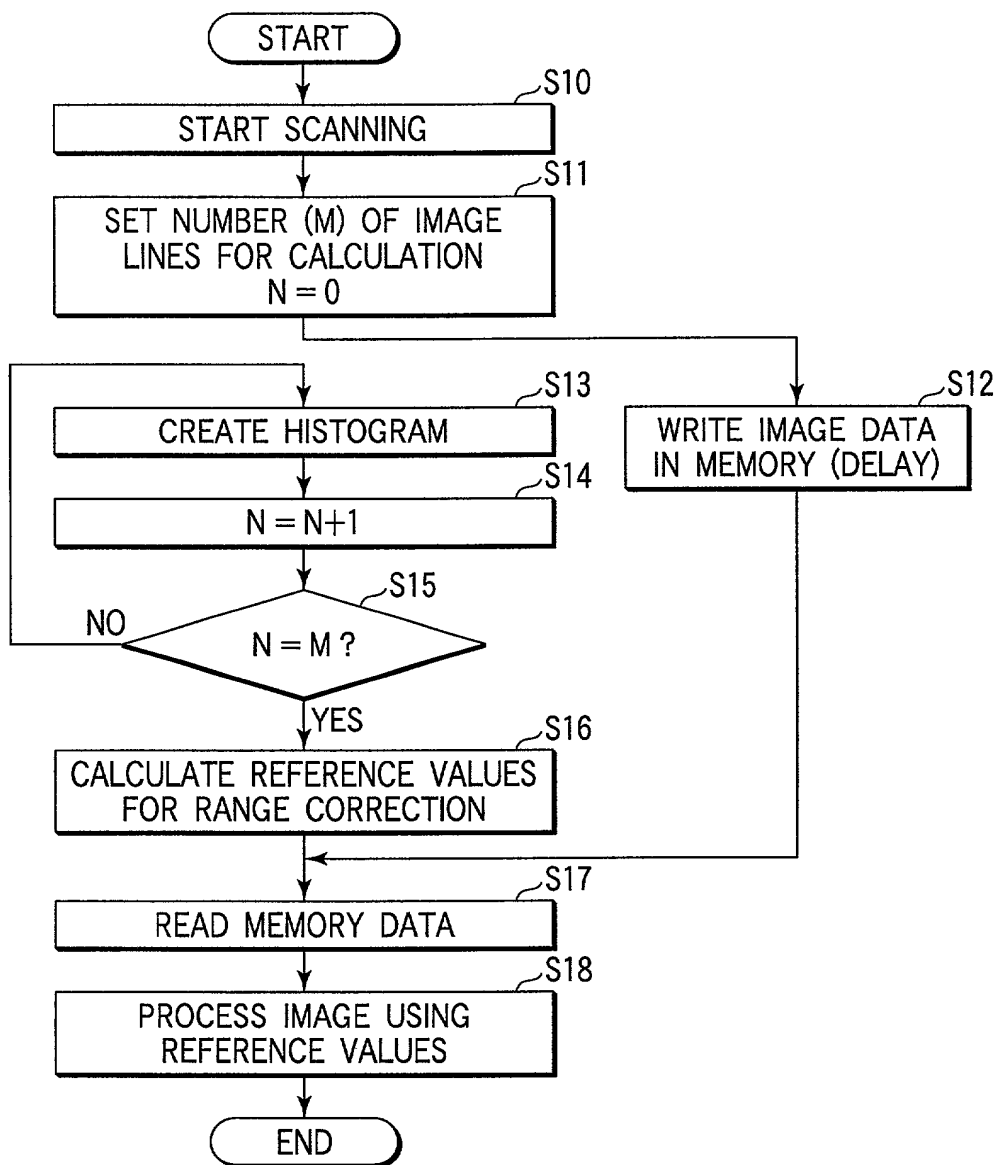 START
S10
START SCANNING
S11
SET NUMBER (M) OF IMAGE
LINES FOR CALCULATION
N = 0
S13
CREATE HISTOGRAM
S12
WRITE IMAGE DATA
IN MEMORY (DELAY)
S14
N = N+1
S15
N = M ?
NO
YES
S16
CALCULATE REFERENCE VALUES
FOR RANGE CORRECTION
S17
READ MEMORY DATA
S18
PROCESS IMAGE USING
REFERENCE VALUES
END